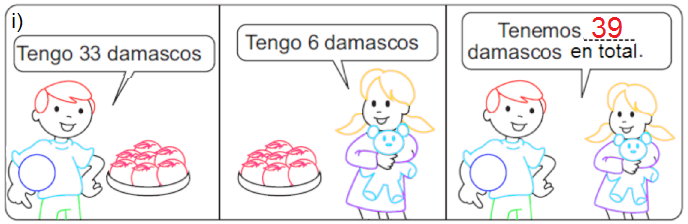 i)
Tengo 33 damascos
Tengo 6 damascos
Tenemos 39
damascos en total.